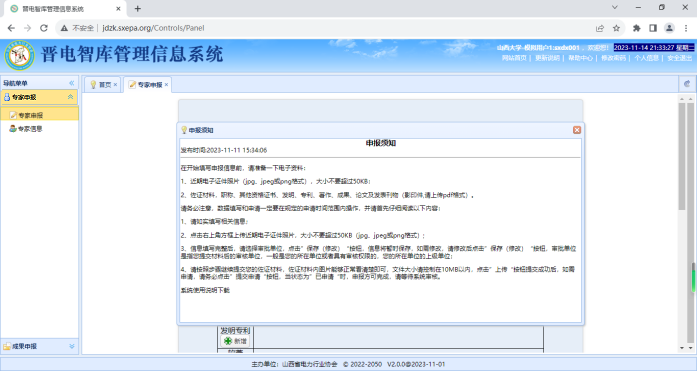 晋电智库管理信息系统
不安全 | jdzk.sxepa.org/Controls/Panel
晋电智库管理信息系统
山西大学-模拟用户1:sxdx001，欢迎您！ 2023-11-14 21:33:27 星期二
网站首页 | 更新说明 | 帮助中心 | 修改密码 | 个人信息 | 安全退出
导航菜单
首页
专家申报
专家申报
专家申报
专家信息
成果申报
申报须知
申报须知
发布时间:2023-11-11 15:34:06
在开始填写申报信息前，请准备一下电子资料：
1、近期电子证件照片（jpg、jpeg或png格式），大小不要超过50KB；
2、佐证材料，职称、其他资格证书、发明、专利、著作、成果、论文及发表刊物（影印件,请上传pdf格式）。
请务必注意，数据填写和申请一定要在规定的申请时间范围内操作，并请首先仔细阅读以下内容：
1、请如实填写相关信息；
2、点击右上角方框上传近期电子证件照片，大小不要超过50KB（jpg、jpeg或png格式）；
3、信息填写完整后，请选择审批单位，点击"保存（修改）"按钮，信息将暂时保存，如需修改，请修改后点击"保存（修改）"按钮，审批单位
是指您提交材料后的审核单位，一般是您的所在单位或者具有审核权限的，您的所在单位的上级单位；
4、请按照步骤继续提交您的佐证材料，佐证材料内图片能够正常看清楚即可，文件大小请控制在10MB以内，点击"上传"按钮提交成功后，如需
申请，请务必点击"提交申请"按钮，当状态为"已申请"时，申报方可完成，请等待系统审核。
系统使用说明下载
发明专利
新增
主办单位：山西省电力行业协会 © 2022-2050 V2.0.0@2023-11-01